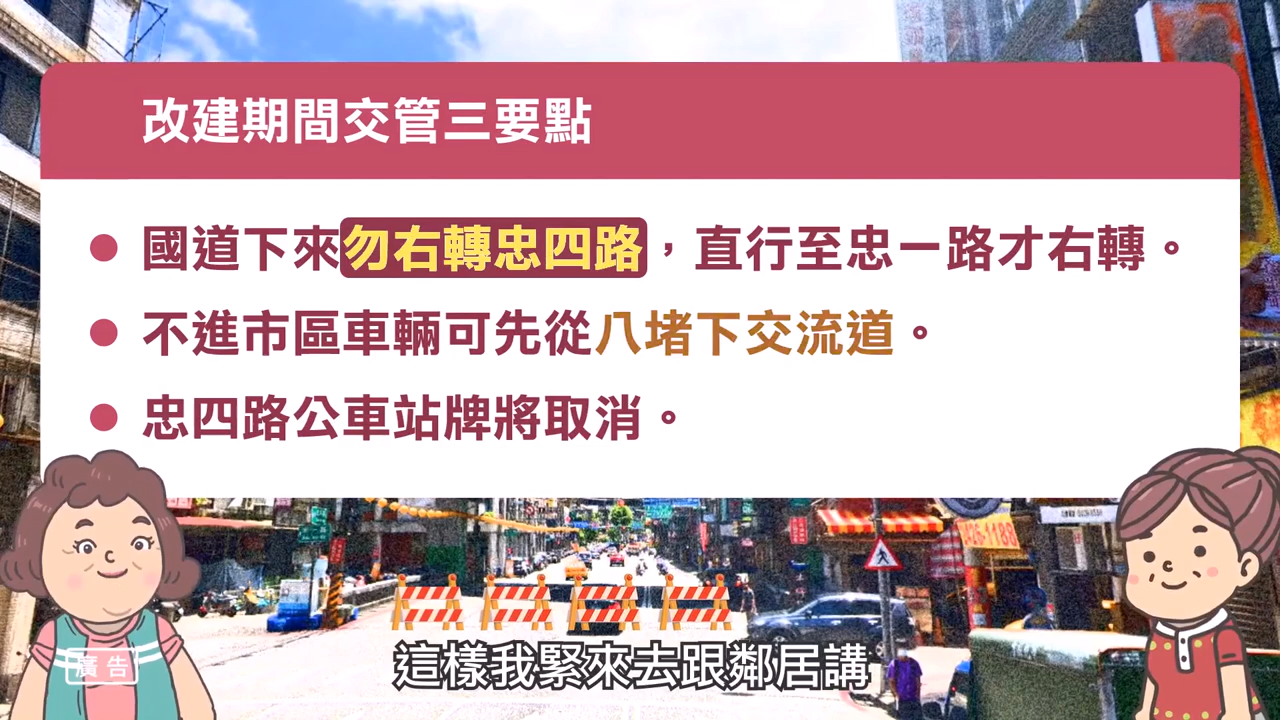 改建期間交管三要點
國道下來勿右轉忠四路，直行至忠一路才右轉。
不進市區車輛可先從八堵下交流道。
忠四路公車站牌將取消。
426-1188
廣告
這樣我緊來去跟鄰居講